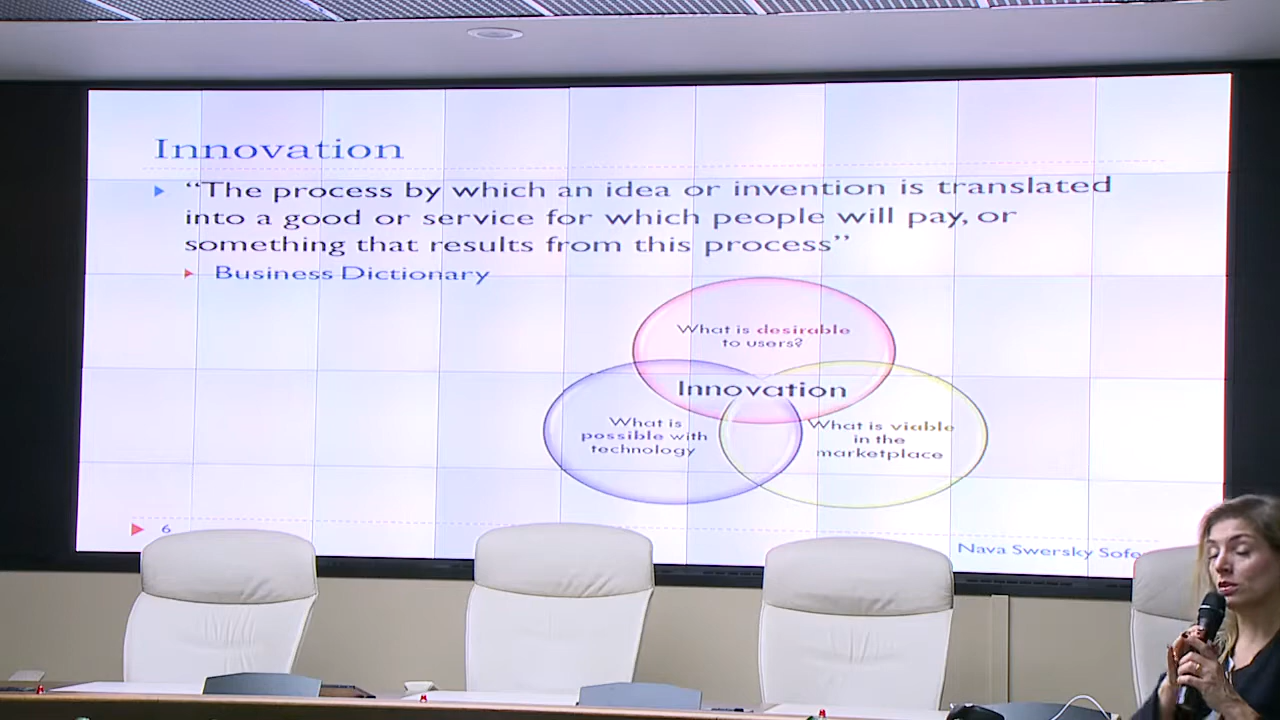 Innovation
“The process by which an idea or invention is translated
into a good or service for which people will pay, or
something that results from this process”
Business Dictionary
What is desirable
to users?
Innovation
What is
possible with
technology
What is viable
in the
marketplace
6
Nava Swersky